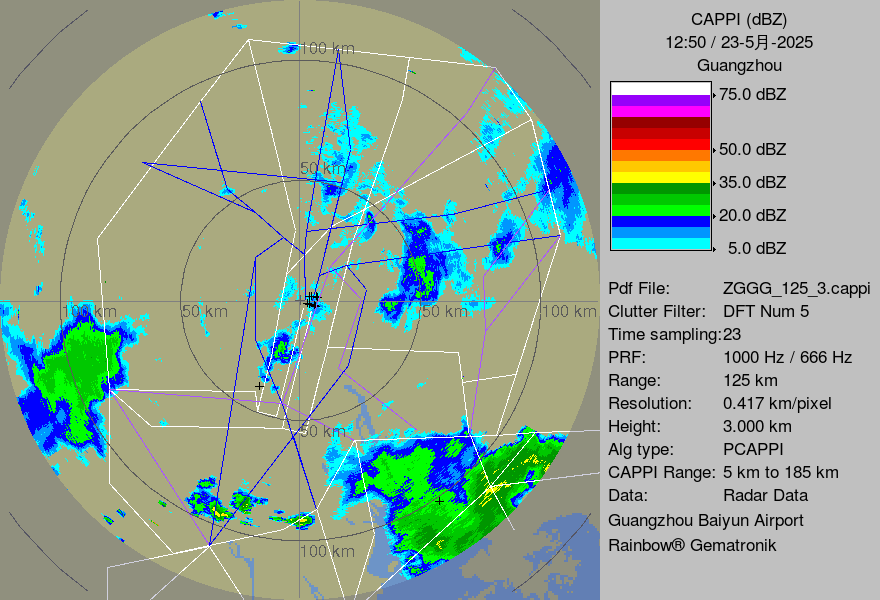 100 km
50 km
100 km
50 km
50 km
100 km
50 km
100 km
CAPPI (dBZ)
12:50 / 23-5月-2025
Guangzhou
75.0 dBZ
50.0 dBZ
35.0 dBZ
20.0 dBZ
5.0 dBZ
Pdf File: ZGGG_125_3.cappi
Clutter Filter: DFT Num 5
Time sampling:23
PRF: 1000 Hz / 666 Hz
Range: 125 km
Resolution: 0.417 km/pixel
Height: 3.000 km
Alg type: PCAPPI
CAPPI Range: 5 km to 185 km
Data: Radar Data
Guangzhou Baiyun Airport
Rainbow® Gematronik